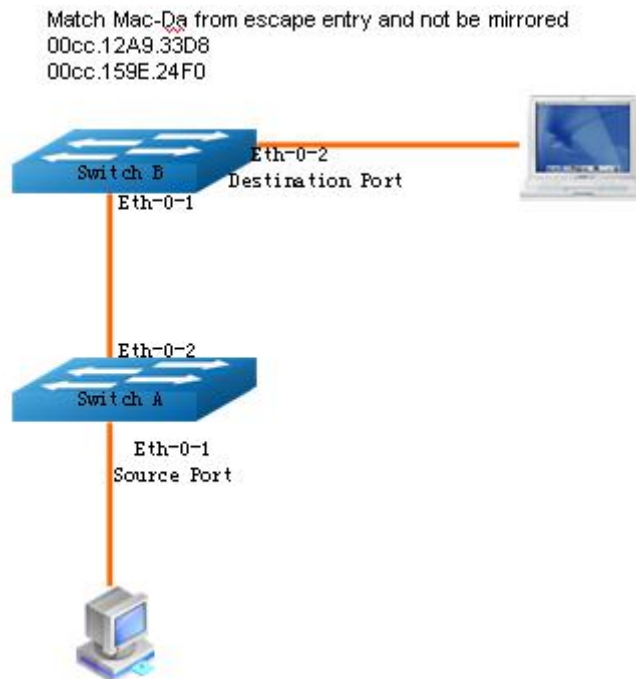 Match Mac-Da from escape entry and not be mirrored
00cc.12A9.33D8
00cc.159E.24F0
Eth-0-2
Switch B
Destination Port
Eth-0-1
Eth-0-2
Switch A
Eth-0-1
Source Port